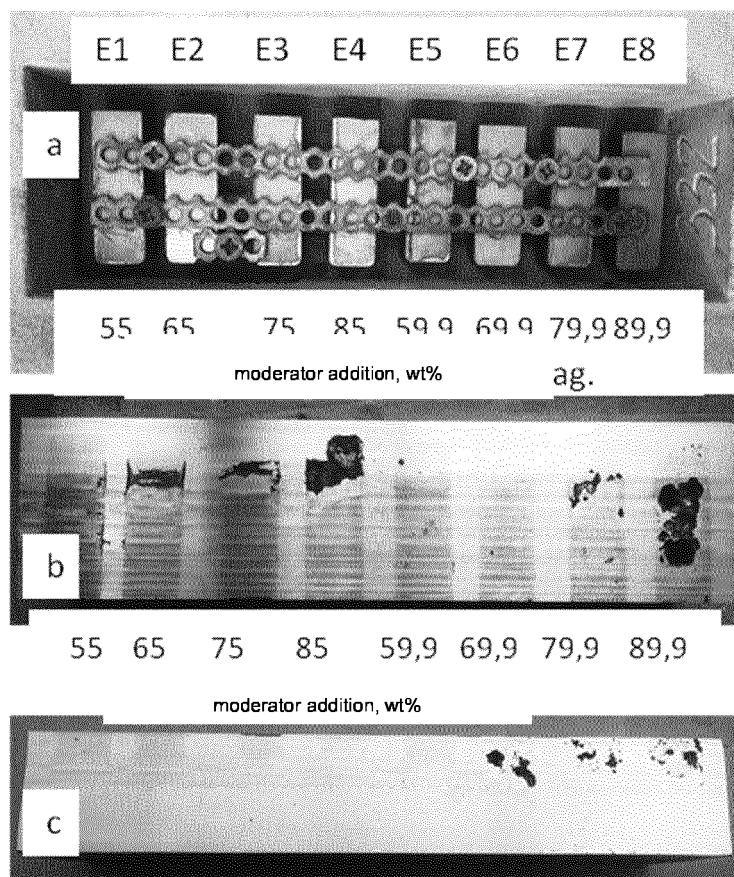 E1 E2 E3 E4 E5 E6 E7 E8
a
55 65 75 85 59,9 69,9 79,9 89,9
moderator addition, wt% ag.
b
55 65 75 85 59,9 69,9 79,9 89,9
moderator addition, wt%
c